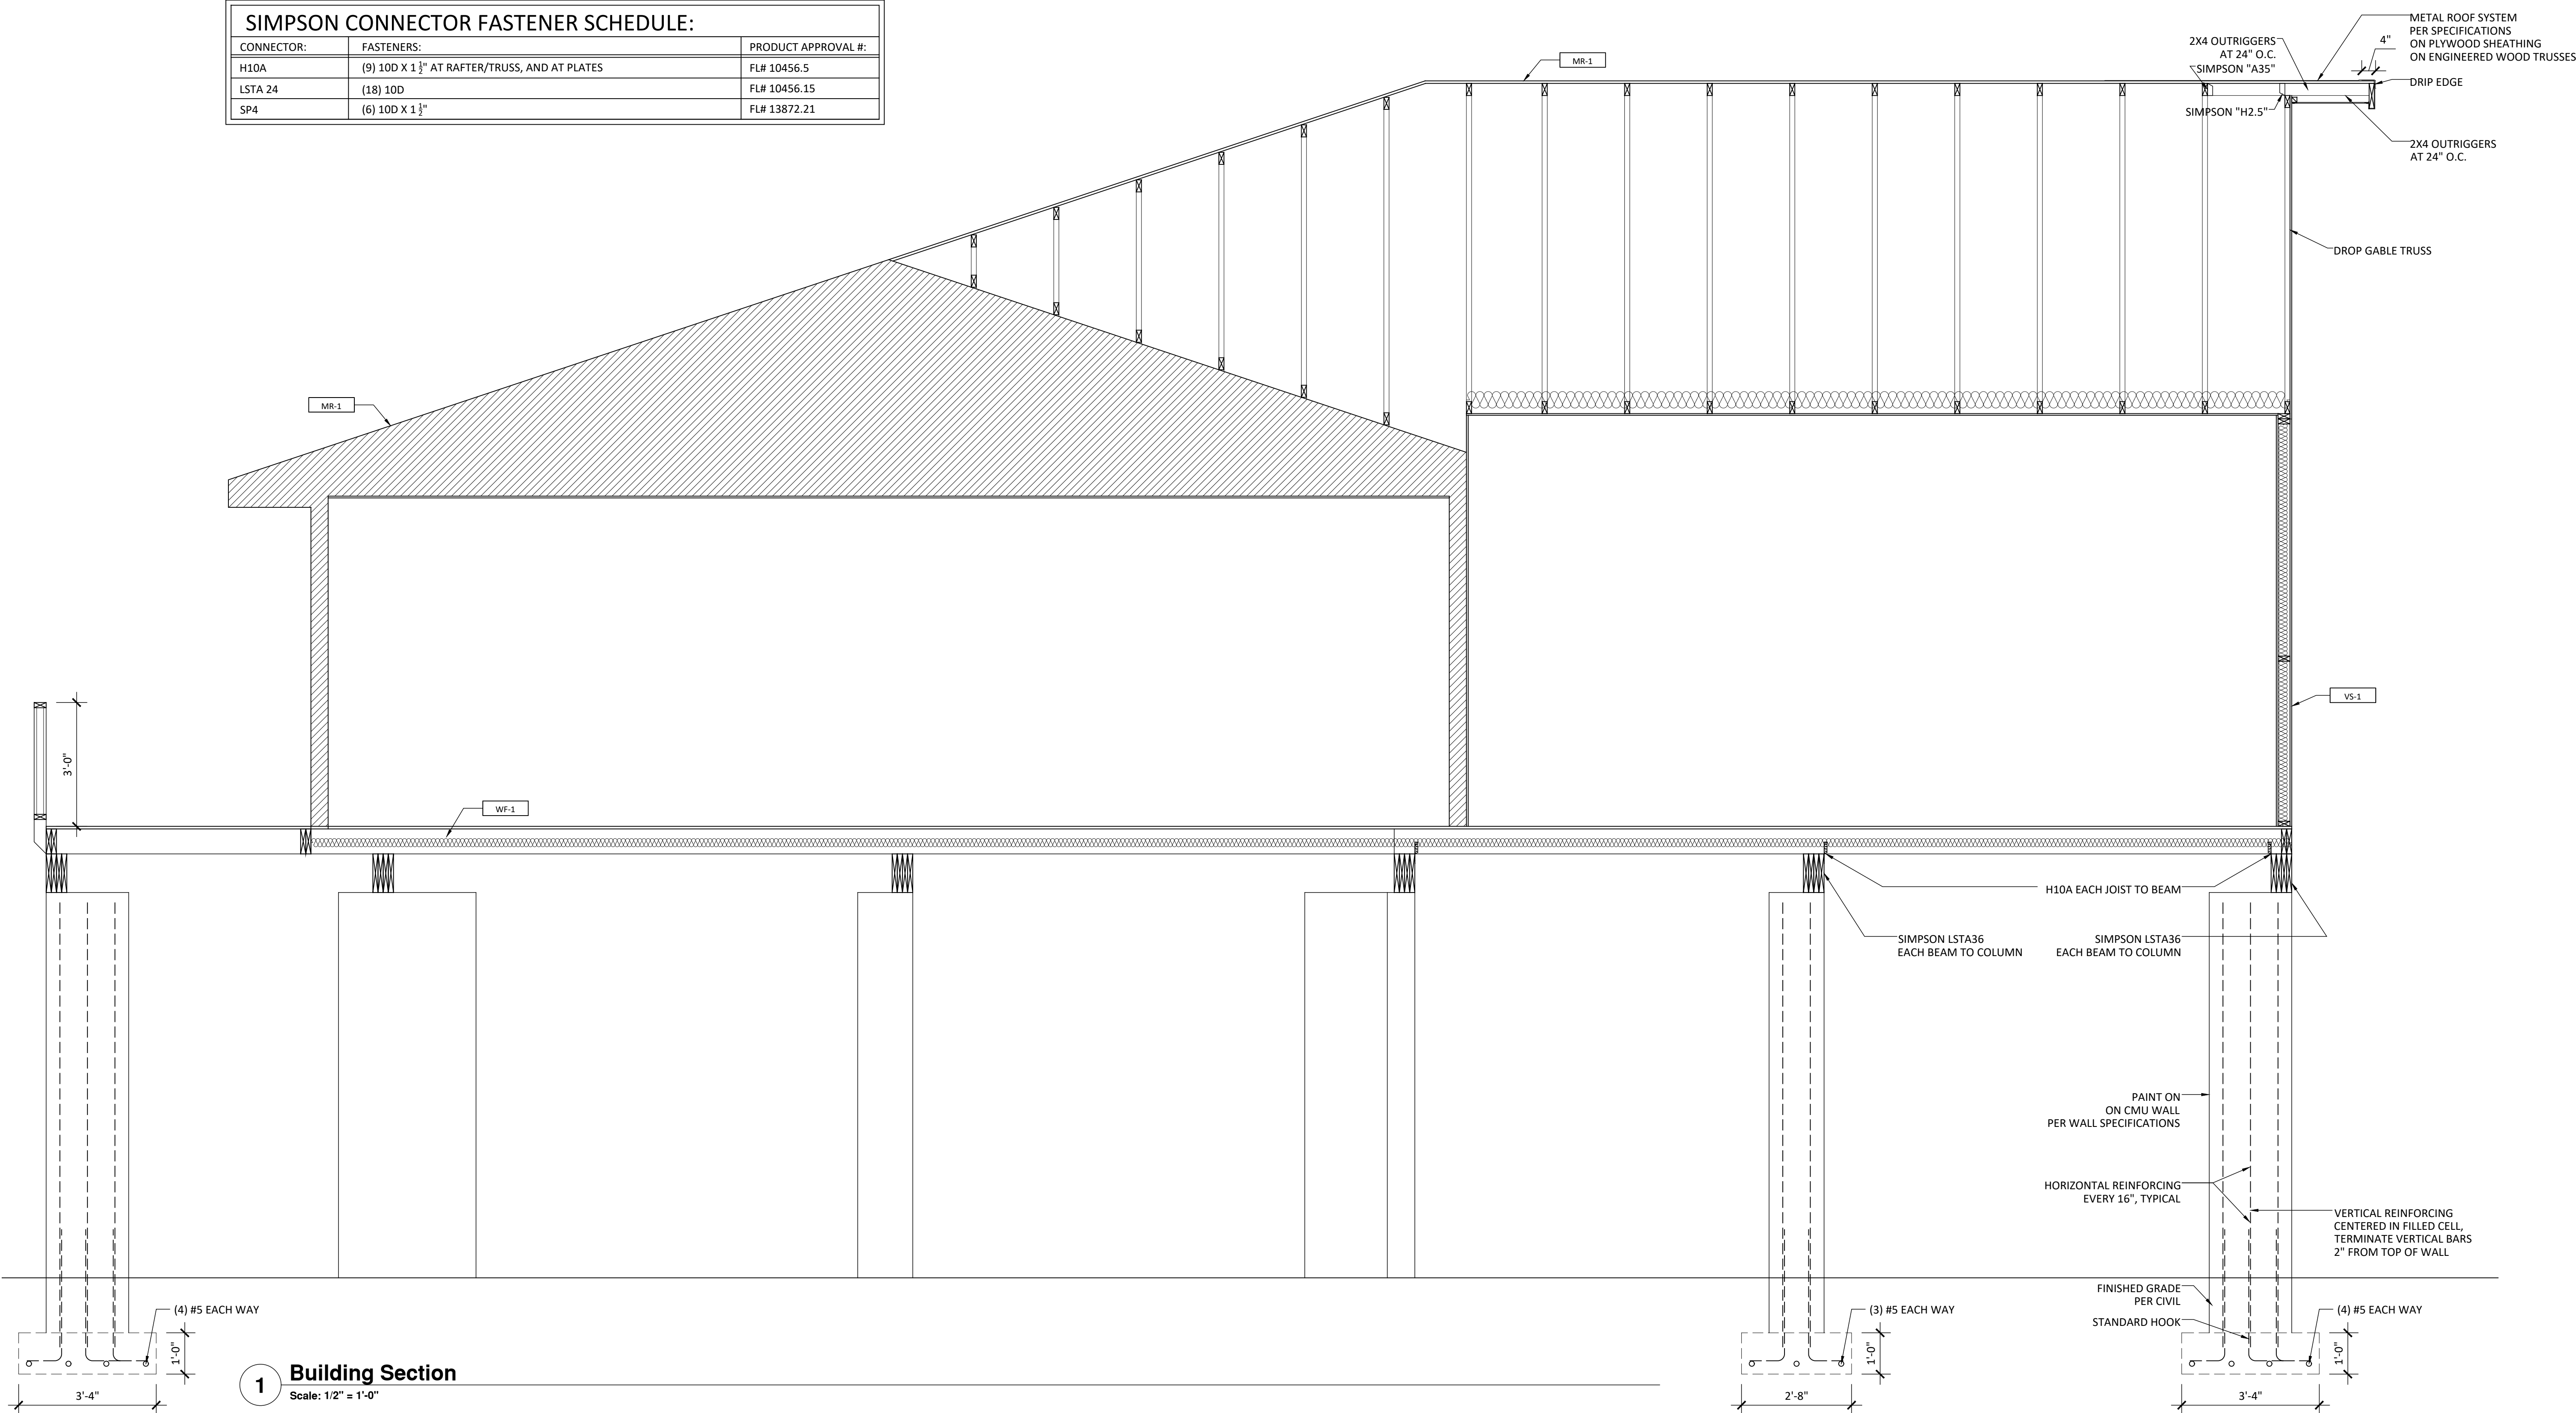 SIMPSON CONNECTOR FASTENER SCHEDULE:
CONNECTOR: FASTENERS: PRODUCT APPROVAL #:
H10A (9) 10D X 1 1/2" AT RAFTER/TRUSS, AND AT PLATES FL# 10456.5
LSTA 24 (18) 10D FL# 10456.15
SP4 (6) 10D X 1 1/2" FL# 13872.21
METAL ROOF SYSTEM
PER SPECIFICATIONS
ON PLYWOOD SHEATHING
ON ENGINEERED WOOD TRUSSES
4"
2X4 OUTRIGGERS
AT 24" O.C.
SIMPSON "A35"
DRIP EDGE
SIMPSON "H2.5"
2X4 OUTRIGGERS
AT 24" O.C.
MR-1
DROP GABLE TRUSS
MR-1
VS-1
3'-0"
WF-1
H10A EACH JOIST TO BEAM
SIMPSON LSTA36
EACH BEAM TO COLUMN
SIMPSON LSTA36
EACH BEAM TO COLUMN
PAINT ON
ON CMU WALL
PER WALL SPECIFICATIONS
HORIZONTAL REINFORCING
EVERY 16", TYPICAL
VERTICAL REINFORCING
CENTERED IN FILLED CELL,
TERMINATE VERTICAL BARS
2" FROM TOP OF WALL
FINISHED GRADE
PER CIVIL
STANDARD HOOK
(4) #5 EACH WAY
(3) #5 EACH WAY
(4) #5 EACH WAY
1'-0"
1'-0"
1'-0"
3'-4"
2'-8"
3'-4"
1 Building Section
Scale: 1/2" = 1'-0"